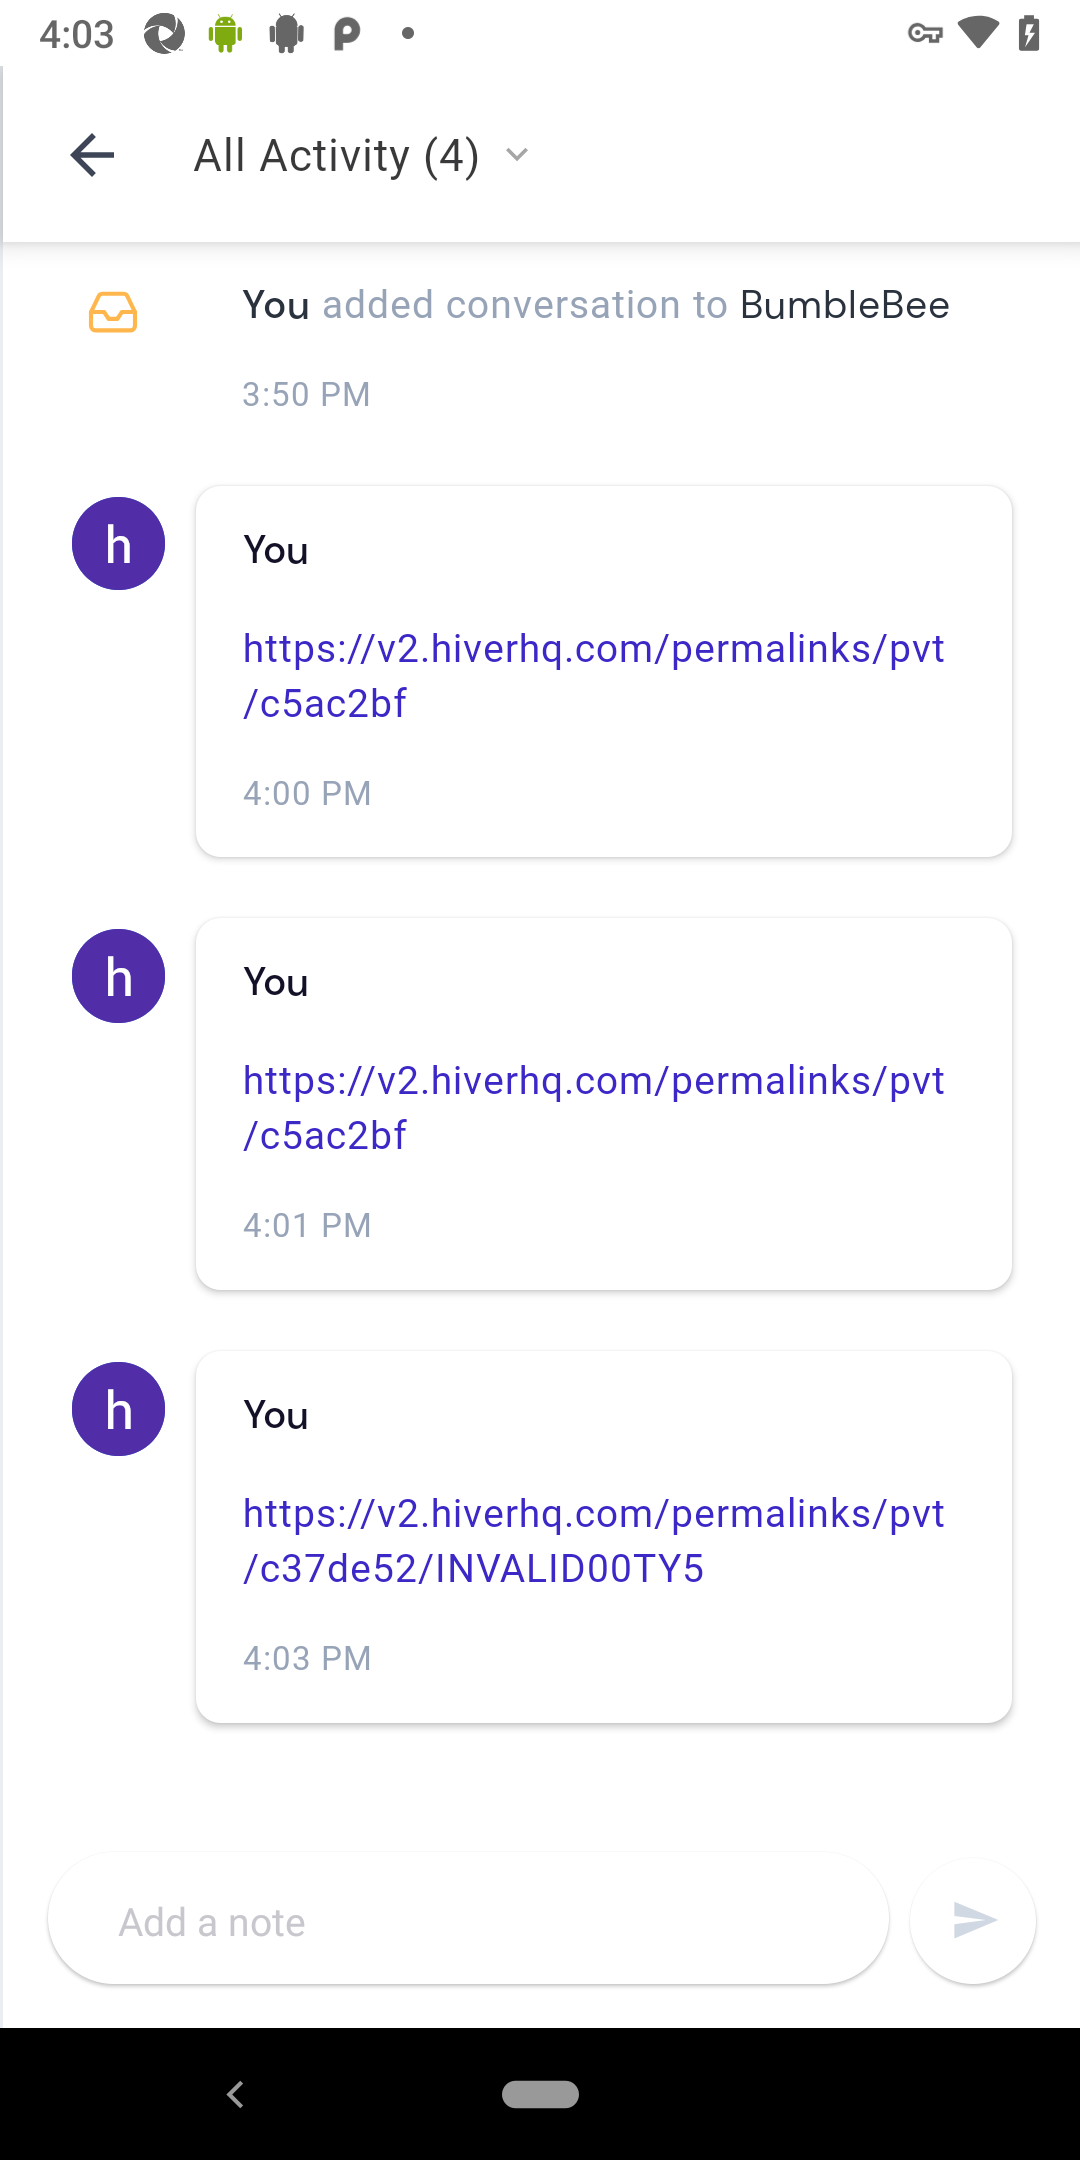 4:03
All Activity (4)
You added conversation to BumbleBee
3:50 PM
h
You
https://v2.hiverhq.com/permalinks/pvt
/c5ac2bf
4:00 PM
h
You
https://v2.hiverhq.com/permalinks/pvt
/c5ac2bf
4:01 PM
h
You
https://v2.hiverhq.com/permalinks/pvt
/c37de52/INVALID00TY5
4:03 PM
Add a note